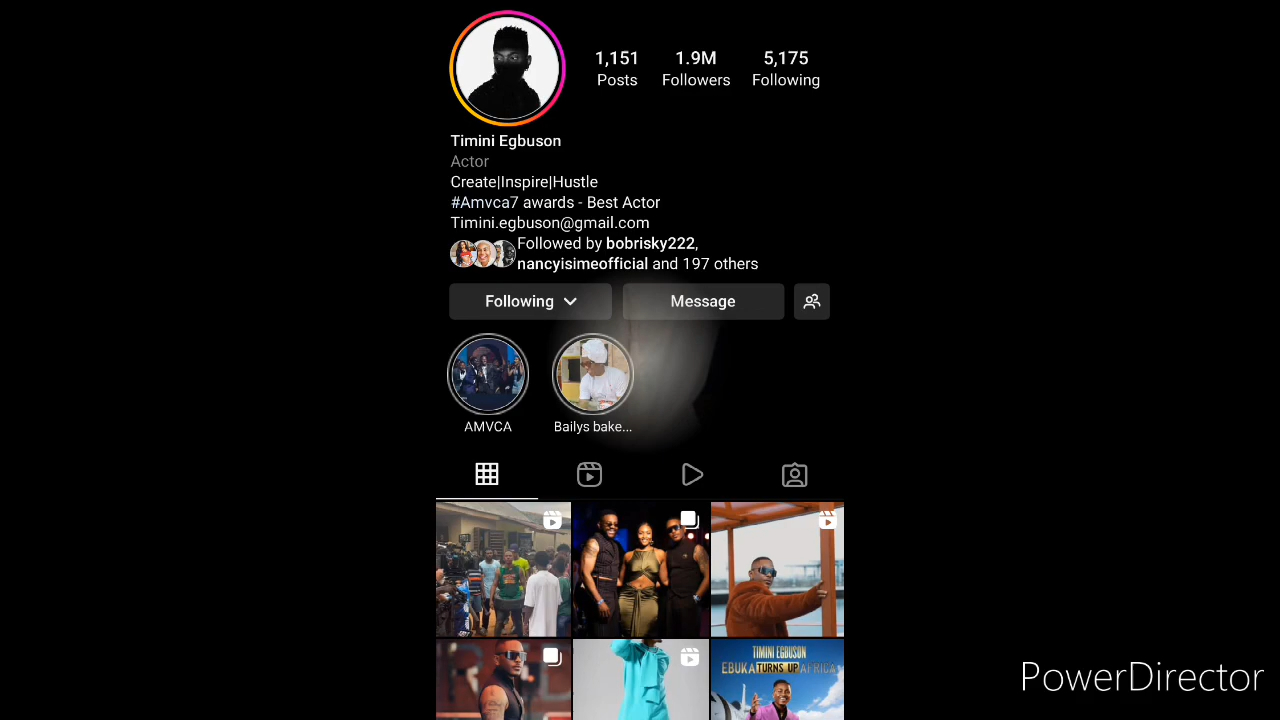 1,151 1.9M 5,175
Posts Followers Following
Timini Egbuson
Actor
Create|Inspire|Hustle
#Amvca7 awards - Best Actor
Timini.egbuson@gmail.com
Followed by bobrisky222,
nancyisimeofficial and 197 others
Following Message
AMVCA Bailys bake...
TIMINI EGBUSON
EBUKA TURNS UP AFRICA
PowerDirector